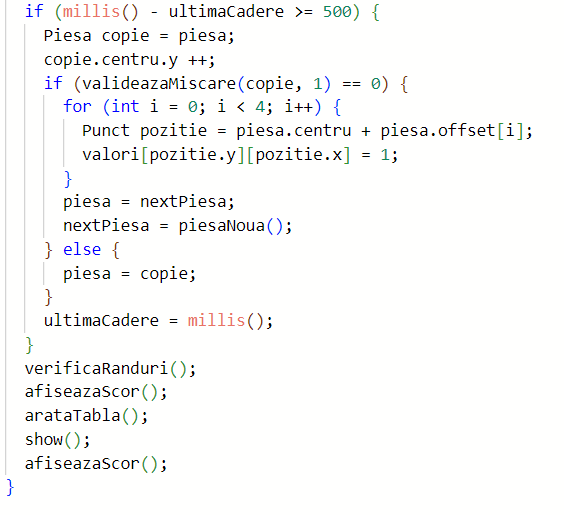 if (millis() - ultimaCadere >= 500) {
Piesa copie = piesa;
copie.centru.y ++;
if (valideazaMiscare(copie, 1) == 0) {
for (int i = 0; i < 4; i++) {
Punct pozitie = piesa.centru + piesa.offset[i];
valori[pozitie.y][pozitie.x] = 1;
}
piesa = nextPiesa;
nextPiesa = piesaNoua();
} else {
piesa = copie;
}
ultimaCadere = millis();
}
verificaRanduri();
afiseazaScor();
arataTabla();
show();
afiseazaScor();
}